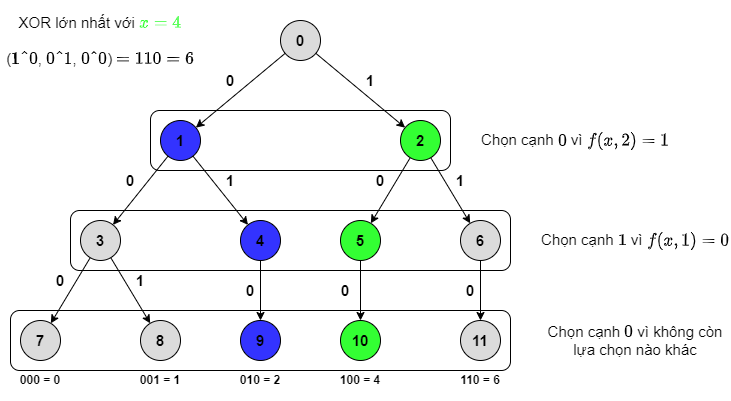 XOR lớn nhất với x = 4
(1^0, 0^1, 0^0) = 110 = 6
0
0 1
1 2
Chọn cạnh 0 vì f(x, 2) = 1
0 1 0 1
3 4 5 6
Chọn cạnh 1 vì f(x, 1) = 0
0 1 0 0 0
7 8 9 10 11
Chọn cạnh 0 vì không còn
lựa chọn nào khác
000 = 0 001 = 1 010 = 2 100 = 4 110 = 6